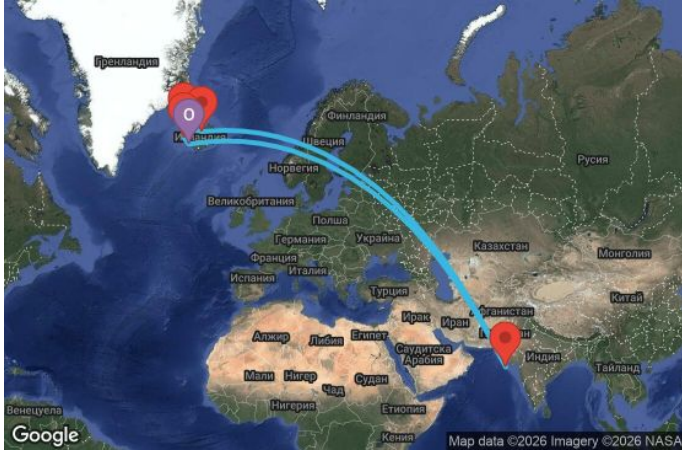 Гренландия
O
Финландия
Швеция
Русия
Норвегия
Великобритания
Полша
Германия
Украйна
Казахстан
Монголия
Франция
Испания
Италия
Турция
Китай
Ирак
Иран
Алжир
Либия
Египет
Саудитска
Арабия
Индия
Тайланд
Мали
Нигер
Чад
Судан
Нигерия
Етиопия
Венецуела
Кения
Google
Map data ©2026 Imagery ©2026 NASA